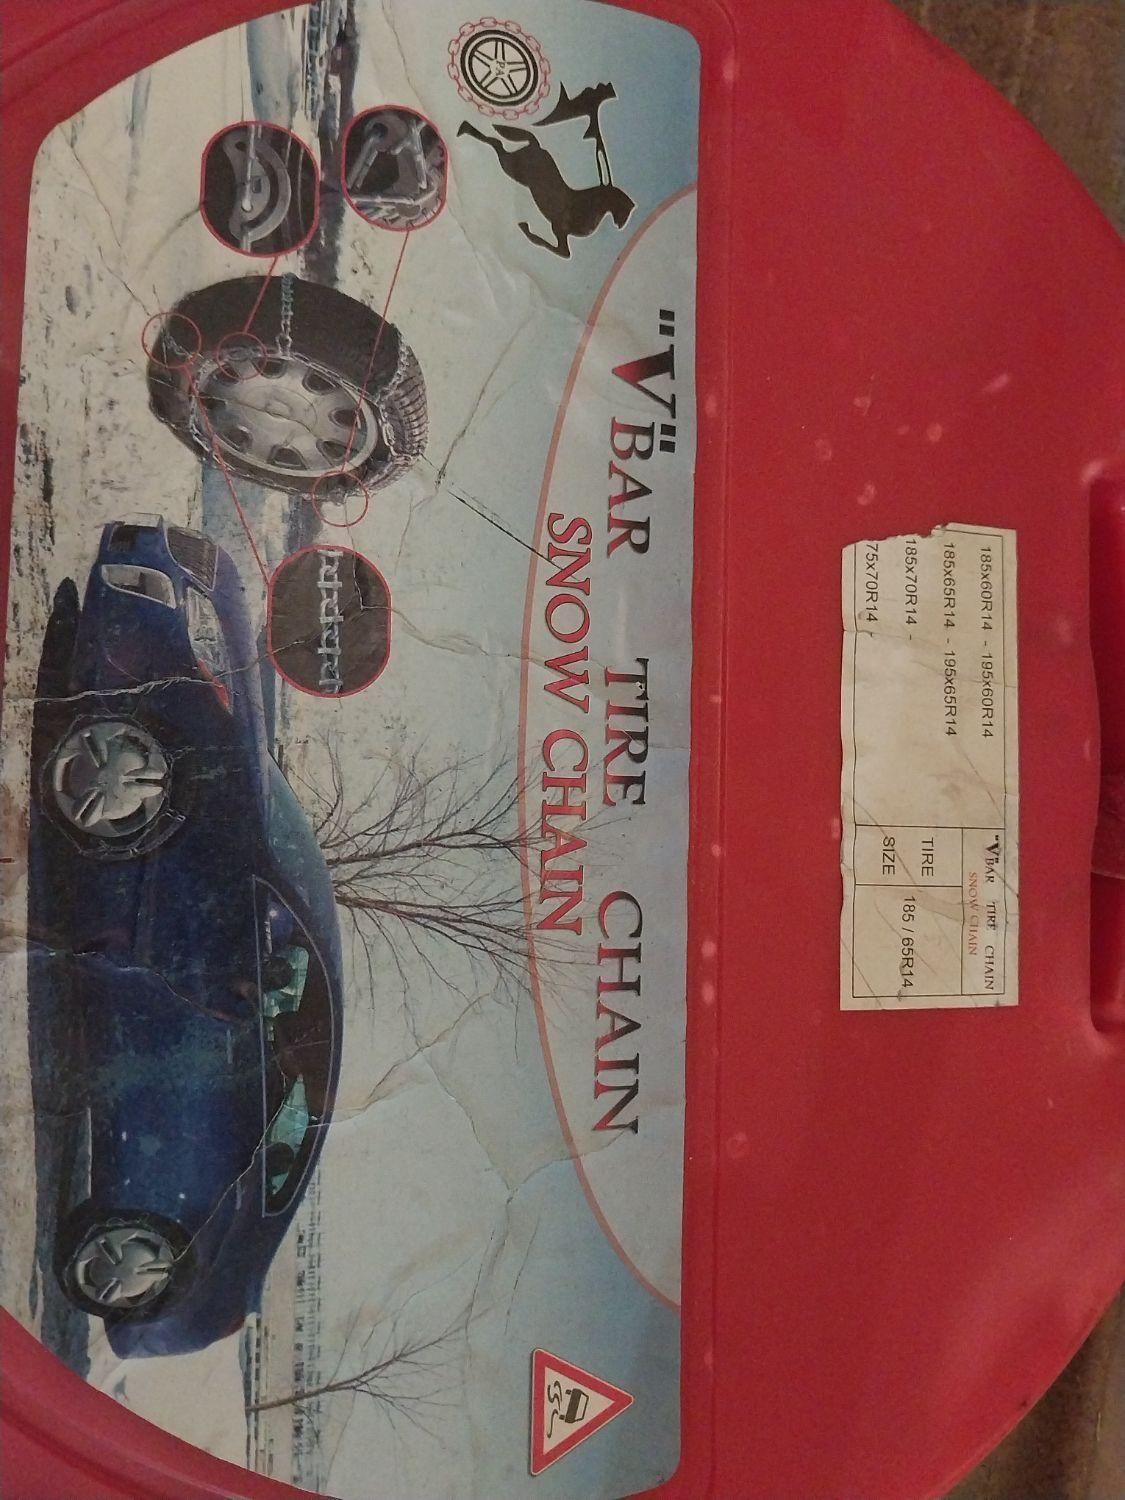 "V" BAR TIRE CHAIN
SNOW CHAIN
PA
185x60R14 - 195x60R14
185x65R14 - 195x65R14
185x70R14 -
75x70R14 -
"V" BAR TIRE CHAIN
SNOW CHAIN
TIRE
SIZE
185 / 65R14